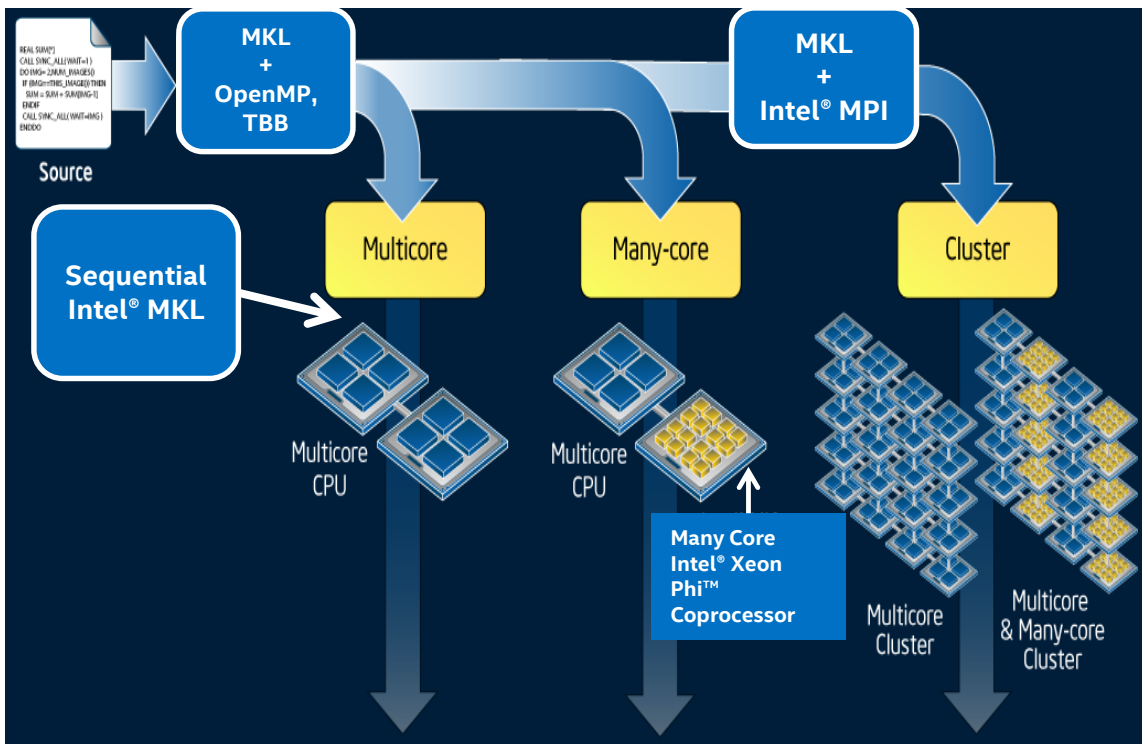 REAL SUM[*]
CALL SYNC_ALL( WAIT=1 )
DO IMG= 2,NUM_IMAGES()
IF (IMG==THIS_IMAGE()) THEN
SUM = SUM + SUM[IMG-1]
ENDIF
CALL SYNC_ALL( WAIT=IMG )
ENDDO
Source
MKL
+
OpenMP,
TBB
MKL
+
Intel® MPI
Multicore
Many-core
Cluster
Sequential
Intel® MKL
Multicore
CPU
Multicore
CPU
Many Core
Intel® Xeon
Phi™
Coprocessor
Multicore
Cluster
Multicore
& Many-core
Cluster